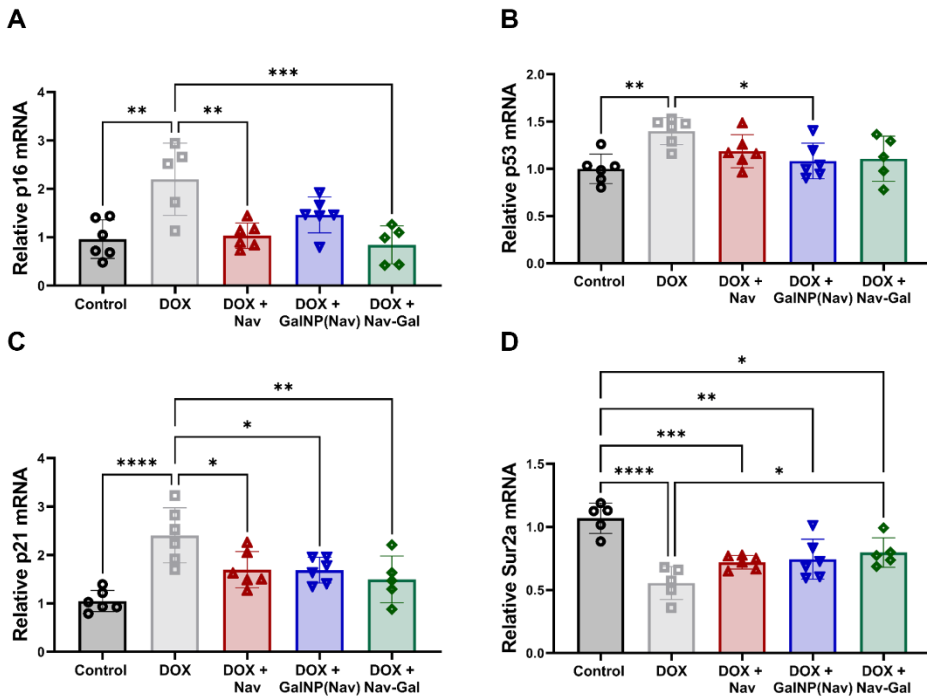 A
Relative p16 mRNA
4
3
2
1
0
**
**
***
Control
DOX
DOX +
Nav
DOX +
GalNP(Nav)
DOX +
Nav-Gal
B
Relative p53 mRNA
2.0
1.5
1.0
0.5
0.0
**
*
Control
DOX
DOX +
Nav
DOX +
GalNP(Nav)
DOX +
Nav-Gal
C
Relative p21 mRNA
4
3
2
1
0
**
*
****
*
Control
DOX
DOX +
Nav
DOX +
GalNP(Nav)
DOX +
Nav-Gal
D
Relative Sur2a mRNA
1.5
1.0
0.5
0.0
*
**
***
****
*
Control
DOX
DOX +
Nav
DOX +
GalNP(Nav)
DOX +
Nav-Gal